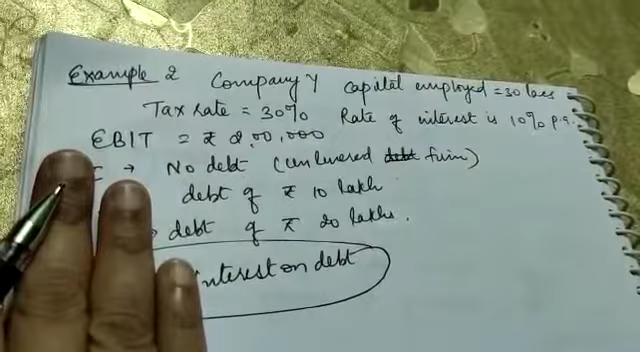 Example 2 Company Y Capital employed = 30 lacs
Tax rate = 30% Rate of interest is 10% p.a.
EBIT = ₹ 2,00,000
I → No debt (unlevered debt firm)
debt of ₹ 10 lakh
debt of ₹ 20 lakhs.
interest on debt